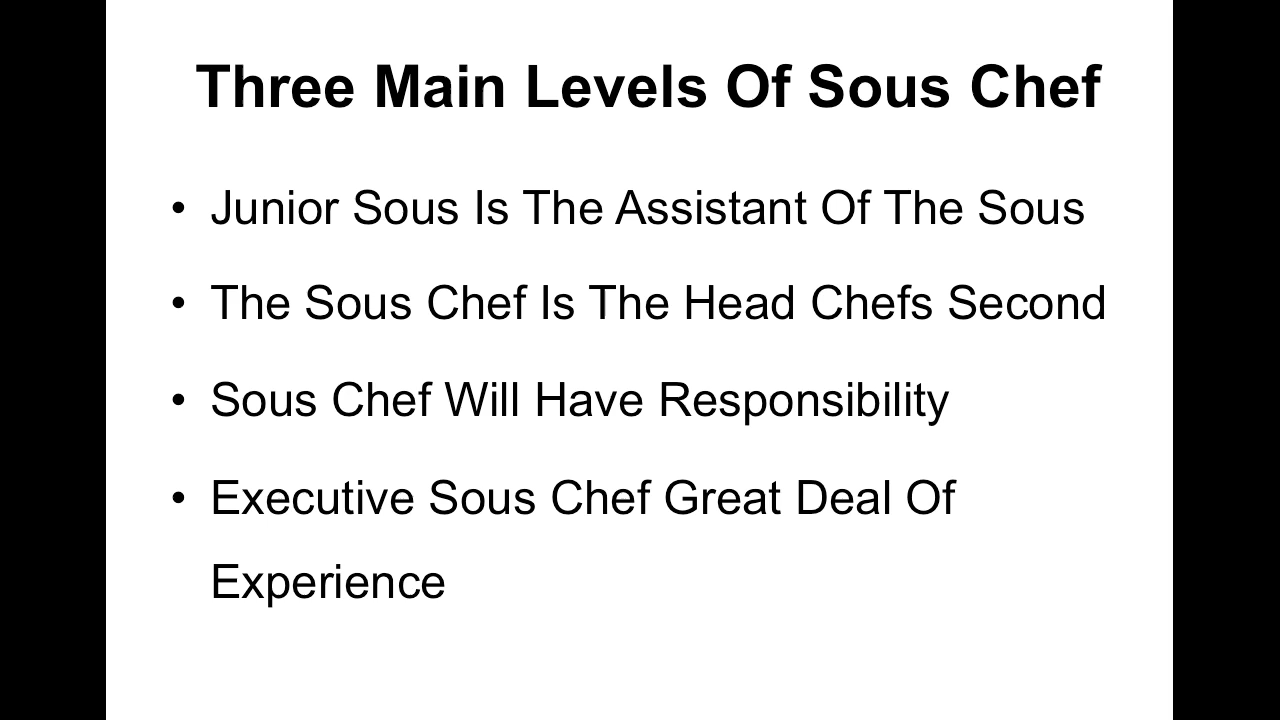 Three Main Levels Of Sous Chef
• Junior Sous Is The Assistant Of The Sous
• The Sous Chef Is The Head Chefs Second
• Sous Chef Will Have Responsibility
• Executive Sous Chef Great Deal Of
Experience